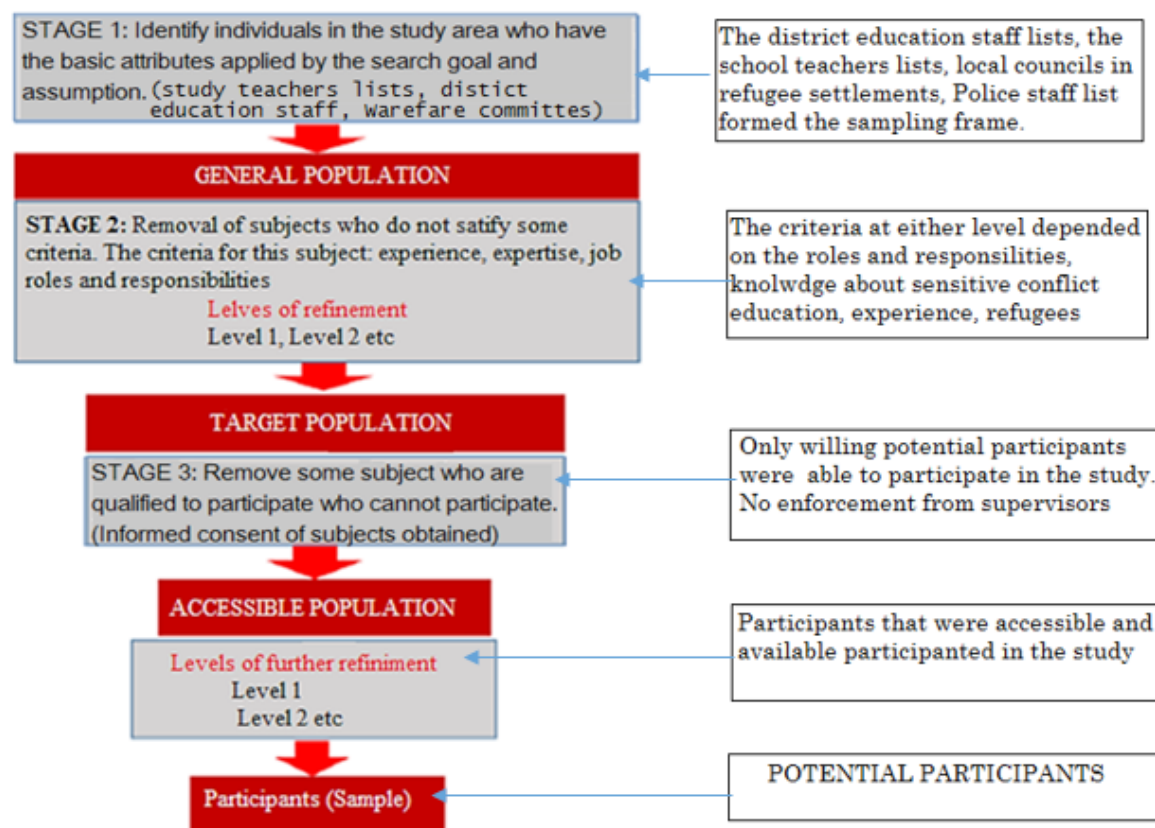 STAGE 1: Identify individuals in the study area who have
the basic attributes applied by the search goal and
assumption. (study teachers lists, distict
education staff, Warefare committes)
The district education staff lists, the
school teachers lists, local councils in
refugee settlements, Police staff list
formed the sampling frame.
GENERAL POPULATION
STAGE 2: Removal of subjects who do not satify some
criteria. The criteria for this subject: experience, expertise, job
roles and responsibilities
Lelves of refinement
Level 1, Level 2 etc
The criteria at either level depended
on the roles and responsilities,
knolwdge about sensitive conflict
education, experience, refugees
TARGET POPULATION
STAGE 3: Remove some subject who are
qualified to participate who cannot participate.
(Informed consent of subjects obtained)
Only willing potential participants
were able to participate in the study.
No enforcement from supervisors
ACCESSIBLE POPULATION
Levels of further refiniment
Level 1
Level 2 etc
Participants that were accessible and
available participanted in the study
Participants (Sample)
POTENTIAL PARTICIPANTS